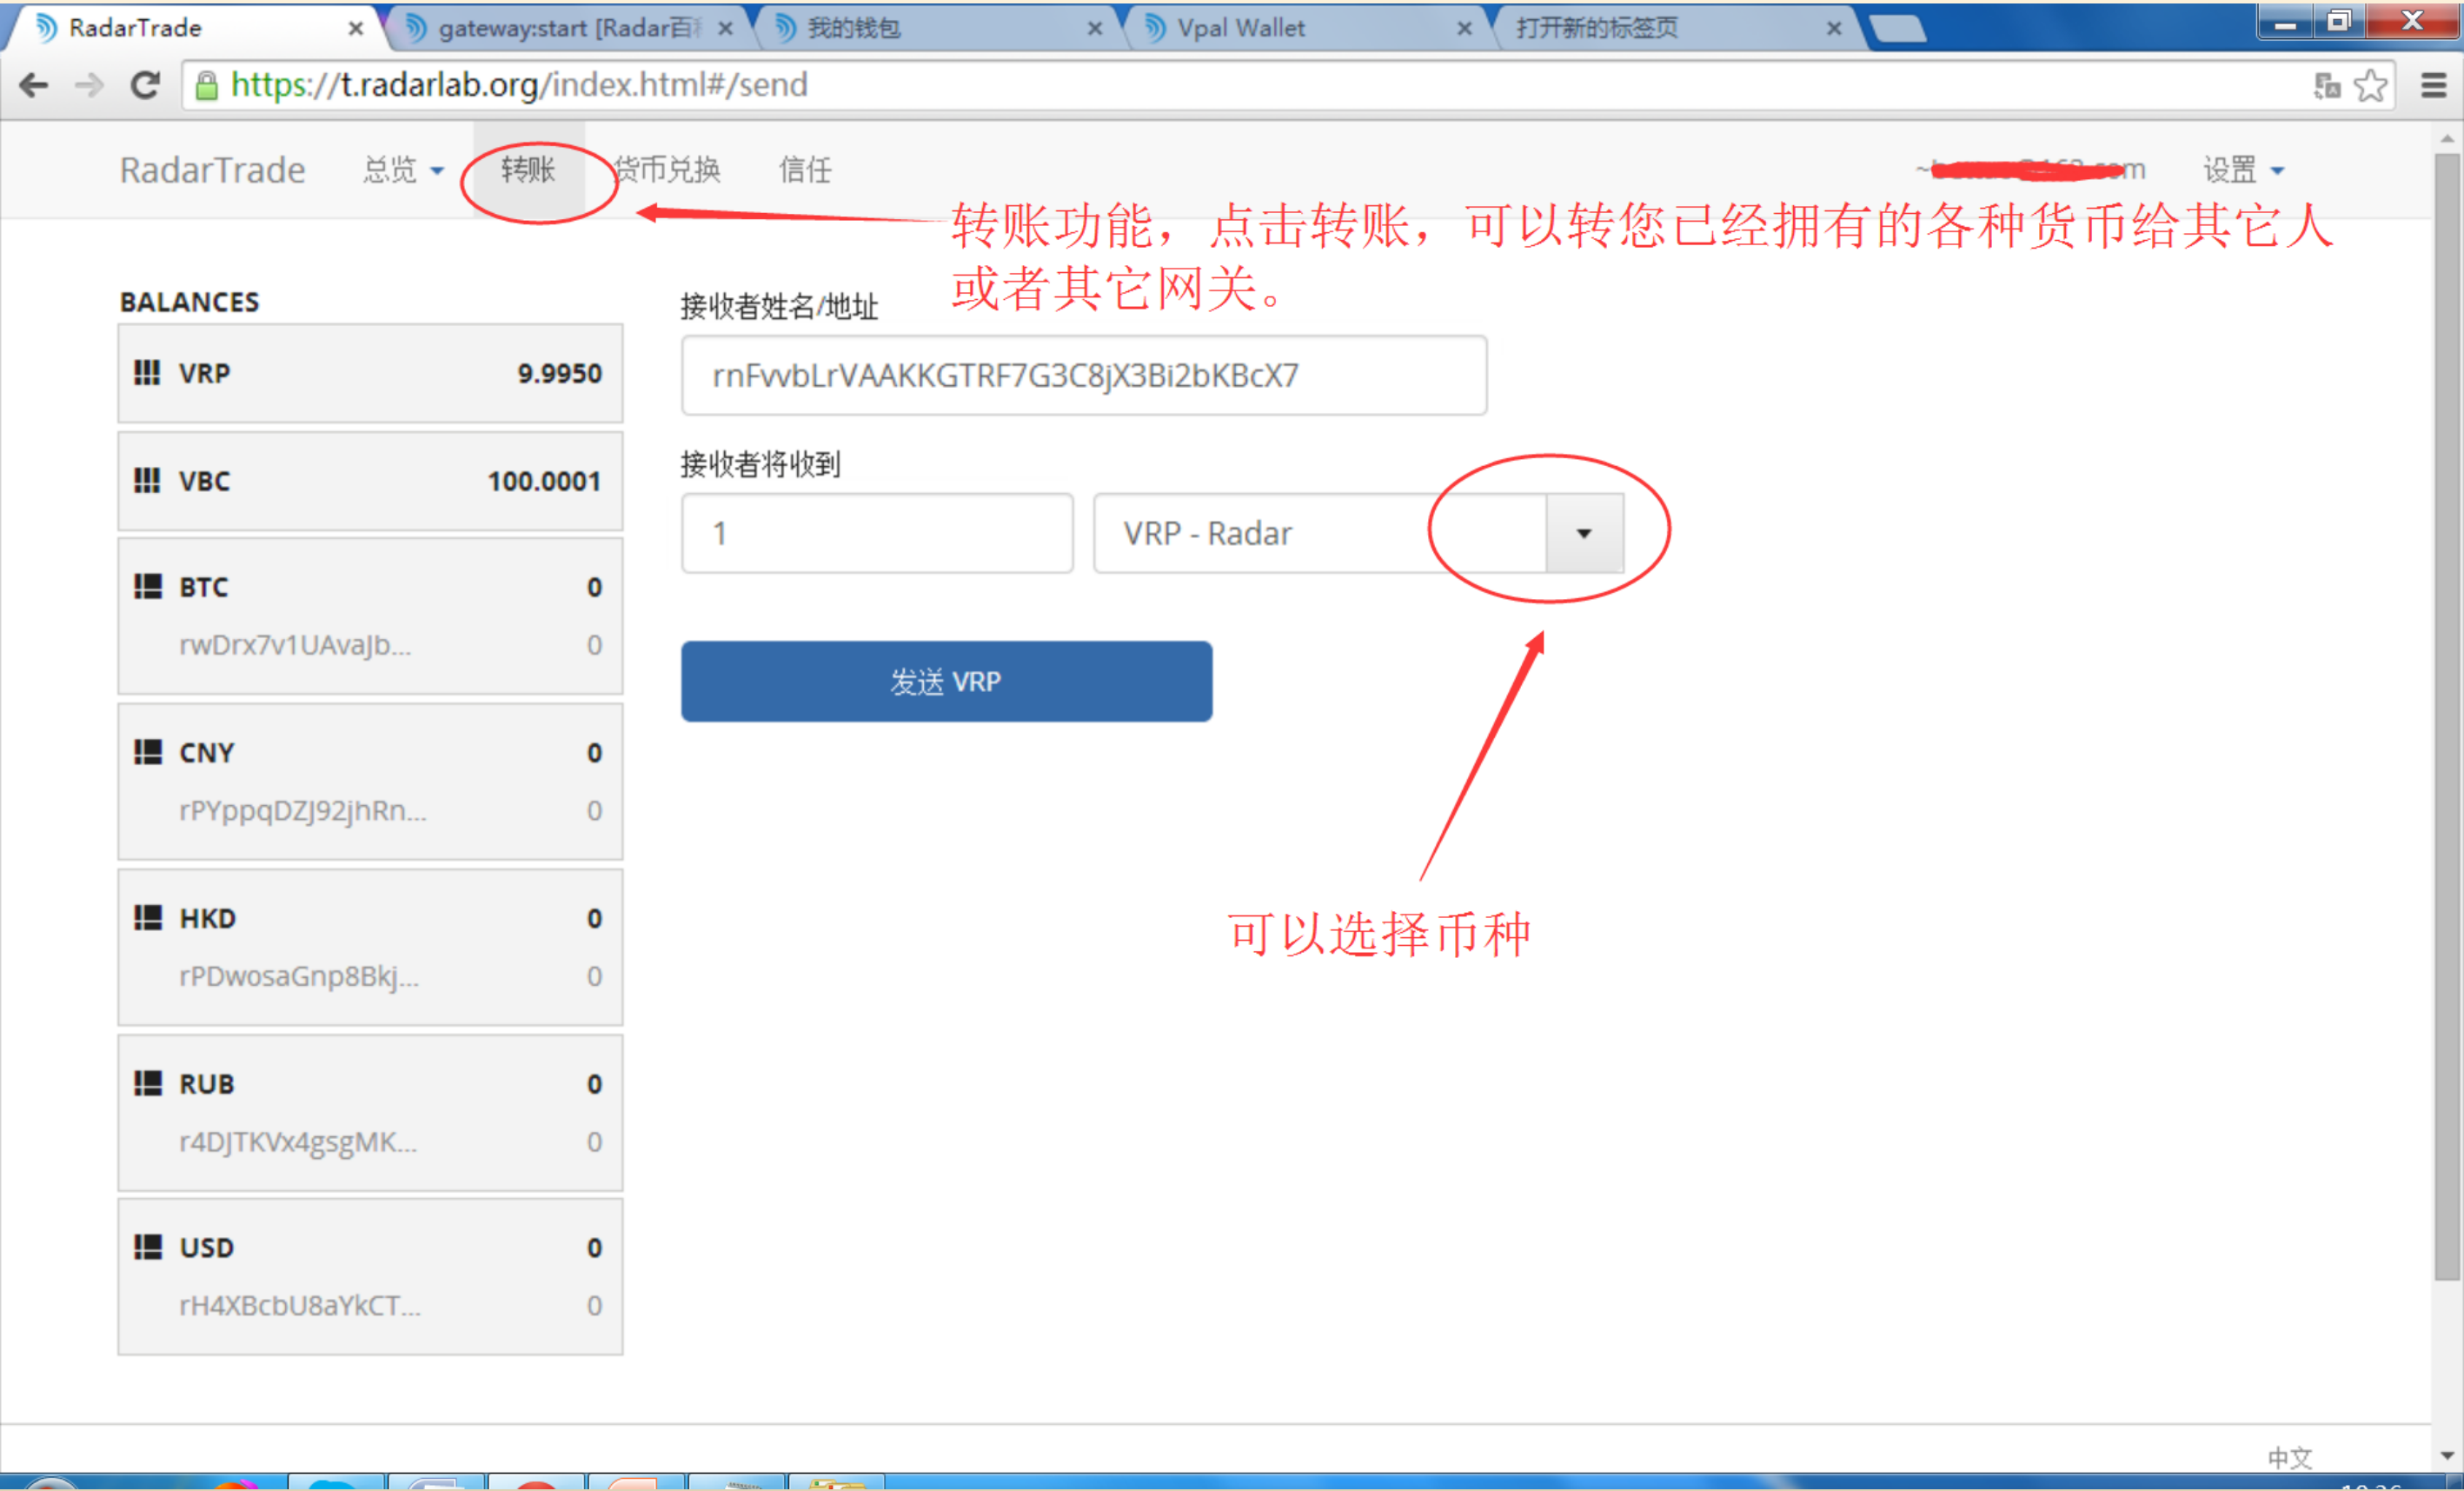 RadarTrade
gateway:start [Radar百
我的钱包
Vpal Wallet
打开新的标签页
https://t.radarlab.org/index.html#/send
RadarTrade 总览 转账 货币兑换 信任 设置
转账功能，点击转账，可以转您已经拥有的各种货币给其它人
或者其它网关。
BALANCES
VRP 9.9950
VBC 100.0001
BTC 0
rwDrx7v1UAvaJb... 0
CNY 0
rPYppqDZJ92jhRn... 0
HKD 0
rPDwosaGnp8Bkj... 0
RUB 0
r4DJTKVx4gsgMK... 0
USD 0
rH4XBcbU8aYkCT... 0
接收者姓名/地址
rnFvvbLrVAAKKGTRF7G3C8jX3Bi2bKBcX7
接收者将收到
1 VRP - Radar
发送 VRP
可以选择币种
中文